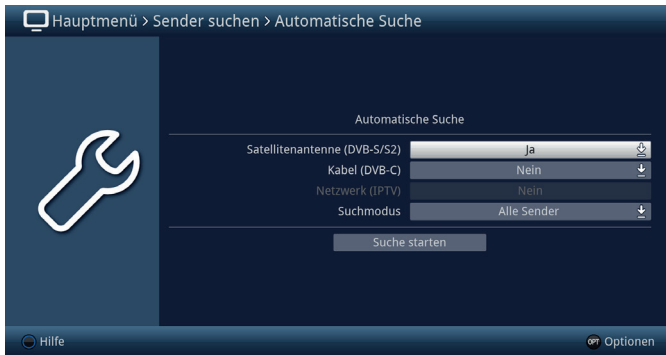 Hauptmenü > Sender suchen > Automatische Suche
Automatische Suche
Satellitenantenne (DVB-S/S2) Ja
Kabel (DVB-C) Nein
Netzwerk (IPTV) Nein
Suchmodus Alle Sender
Suche starten
Hilfe OPT Optionen